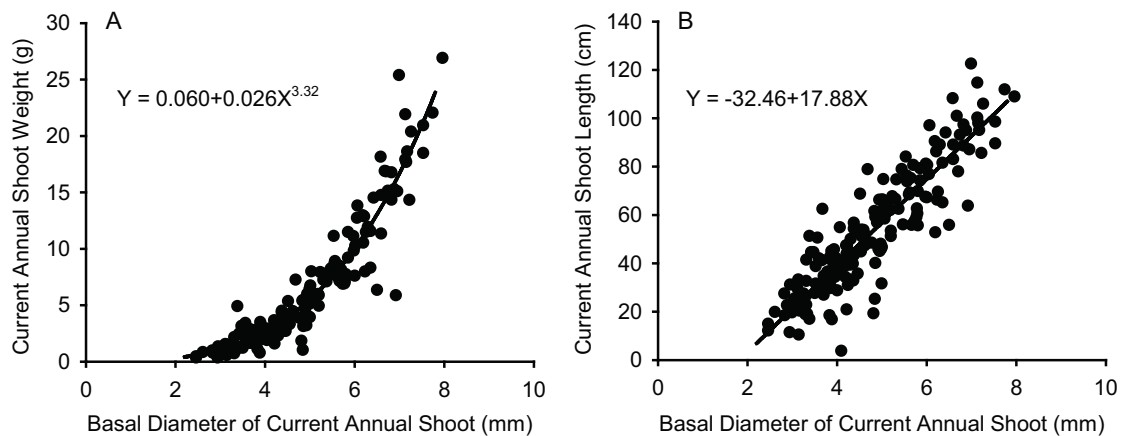 A
Y = 0.060+0.026X^3.32
Current Annual Shoot Weight (g)
30
25
20
15
10
5
0
0 2 4 6 8 10
Basal Diameter of Current Annual Shoot (mm)
B
Y = -32.46+17.88X
Current Annual Shoot Length (cm)
140
120
100
80
60
40
20
0
0 2 4 6 8 10
Basal Diameter of Current Annual Shoot (mm)